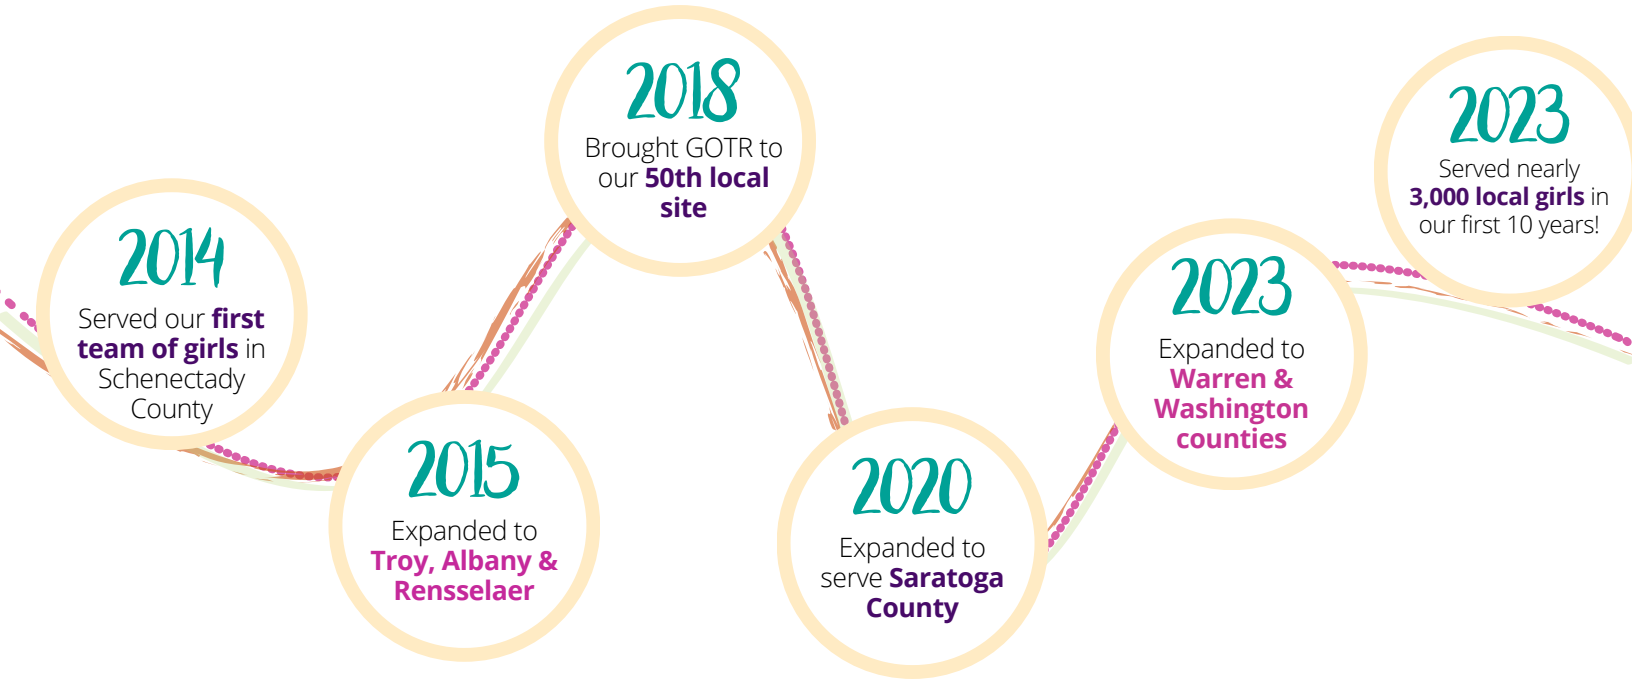 2014
Served our first
team of girls in
Schenectady
County
2015
Expanded to
Troy, Albany &
Rensselaer
2018
Brought GOTR to
our 50th local
site
2020
Expanded to
serve Saratoga
County
2023
Expanded to
Warren &
Washington
counties
2023
Served nearly
3,000 local girls in
our first 10 years!